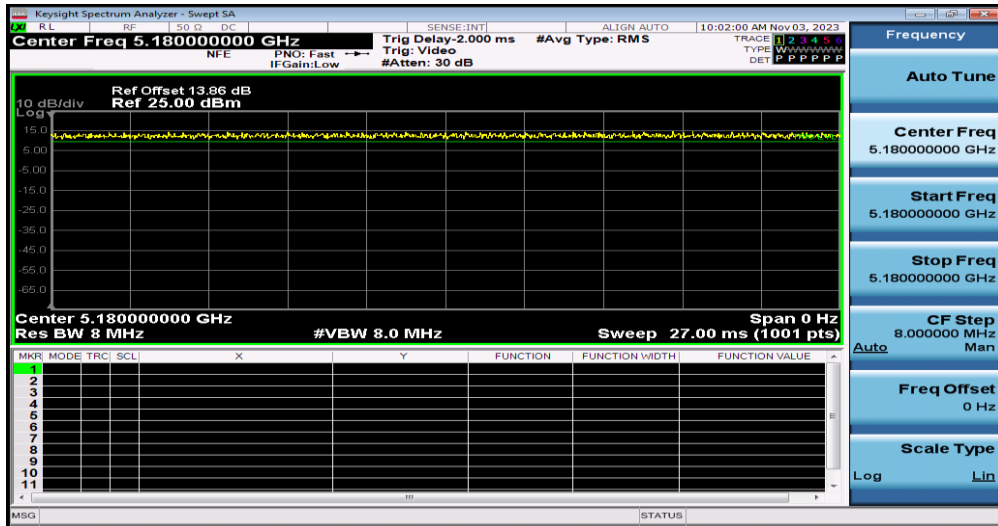 Keysight Spectrum Analyzer - Swept SA
LXI RL RF 50 Ω DC SENSE:INT ALIGN AUTO 10:02:00 AM Nov 03, 2023
Center Freq 5.180000000 GHz
NFE PNO: Fast
IFGain:Low
Trig Delay-2.000 ms
Trig: Video
#Atten: 30 dB
#Avg Type: RMS
TRACE 1 2 3 4 5 6
TYPE WWWWWW
DET P P P P P P
10 dB/div
Log
Ref Offset 13.86 dB
Ref 25.00 dBm
15.0
5.00
-5.00
-15.0
-25.0
-35.0
-45.0
-55.0
-65.0
Center 5.180000000 GHz Span 0 Hz
Res BW 8 MHz #VBW 8.0 MHz Sweep 27.00 ms (1001 pts)
MKR MODE TRC SCL X Y FUNCTION FUNCTION WIDTH FUNCTION VALUE
1
2
3
4
5
6
7
8
9
10
11
MSG STATUS
Frequency
Auto Tune
Center Freq
5.180000000 GHz
Start Freq
5.180000000 GHz
Stop Freq
5.180000000 GHz
CF Step
8.000000 MHz
Auto Man
Freq Offset
0 Hz
Scale Type
Log Lin